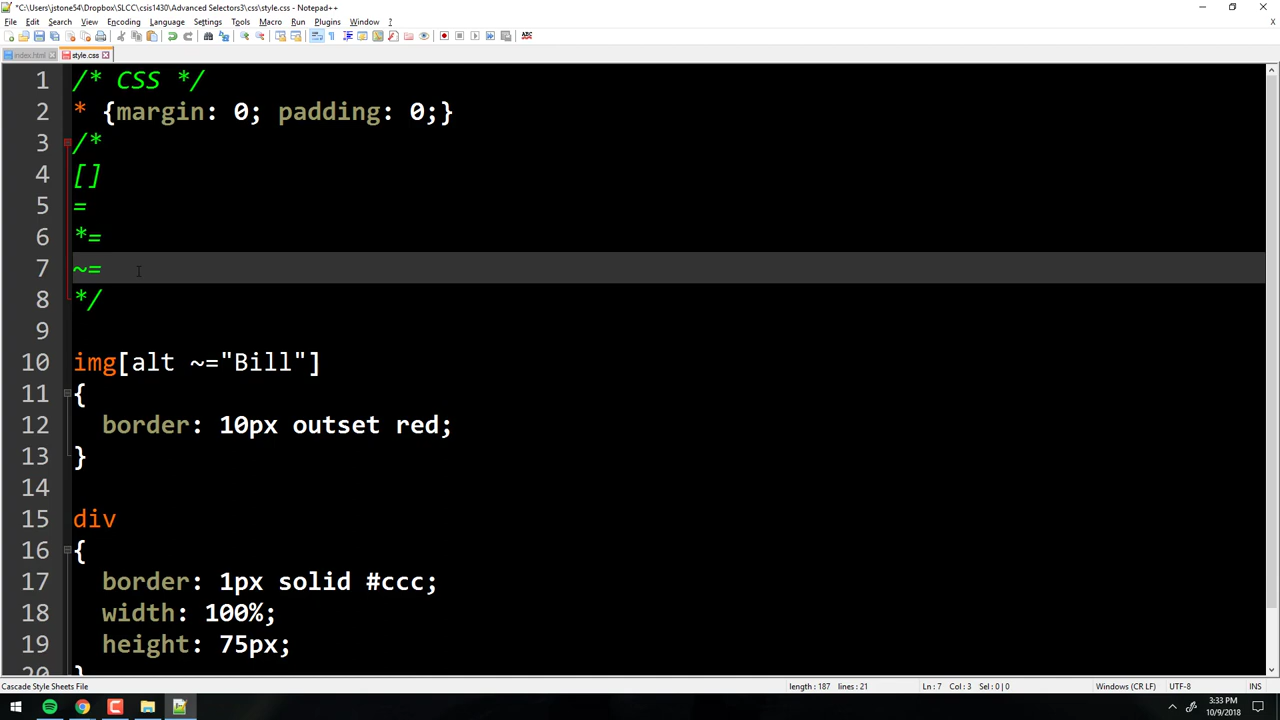 *C:\Users\jstone54\Dropbox\SLCC\csis1430\Advanced Selectors3\css\style.css - Notepad++
File Edit Search View Encoding Language Settings Tools Macro Run Plugins Window ?
X
index.html style.css
1 /* CSS */
2 * {margin: 0; padding: 0;}
3 /*
4 []
5 =
6 *=
7 ~=
8 */
9
10 img[alt ~="Bill"]
11 {
12 border: 10px outset red;
13 }
14
15 div
16 {
17 border: 1px solid #ccc;
18 width: 100%;
19 height: 75px;
20 }
Cascade Style Sheets File length : 187 lines : 21 Ln : 7 Col : 3 Sel : 0 | 0 Windows (CR LF) UTF-8 INS
3:33 PM
10/9/2018